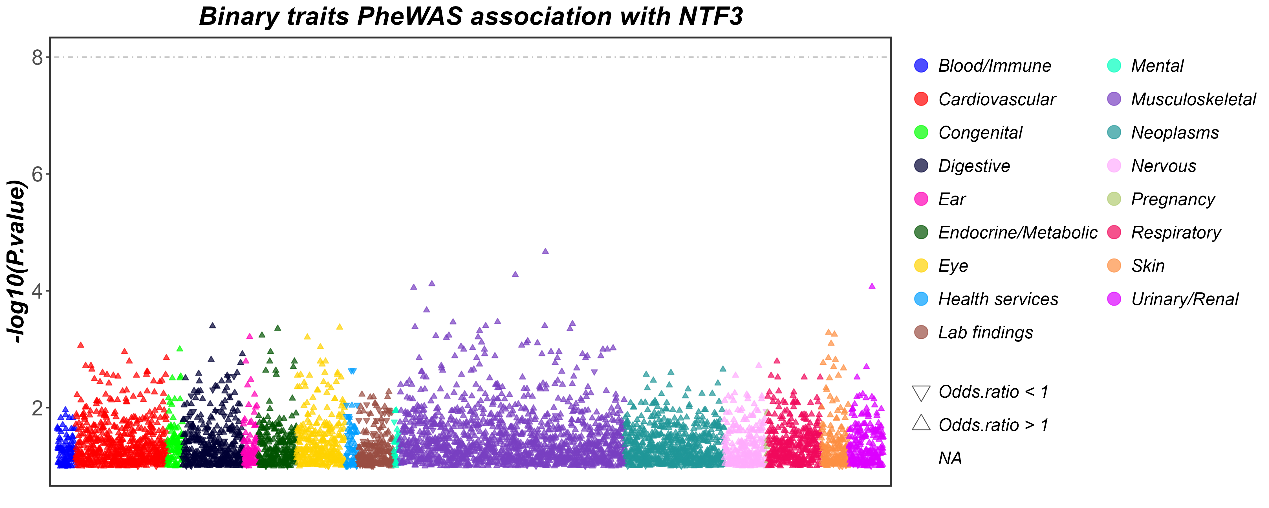 Binary traits PheWAS association with NTF3
-log10(P.value)
8
6
4
2
Blood/Immune
Cardiovascular
Congenital
Digestive
Ear
Endocrine/Metabolic
Eye
Health services
Lab findings
Mental
Musculoskeletal
Neoplasms
Nervous
Pregnancy
Respiratory
Skin
Urinary/Renal
Odds.ratio < 1
Odds.ratio > 1
NA